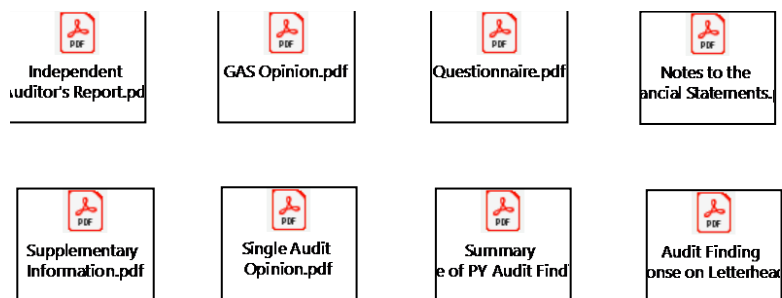 PDF PDF PDF PDF
Independent GAS Opinion.pdf Questionnaire.pdf Notes to the
uditor's Report.pd ancial Statements.
PDF PDF PDF PDF
Supplementary Single Audit Summary Audit Finding
Information.pdf Opinion.pdf e of PY Audit Find onse on Letterhea